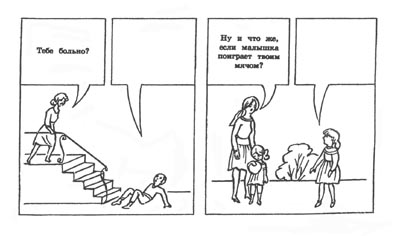 Тебе больно?
Ну и что же,
если малышка
поиграет твоим
мячом?